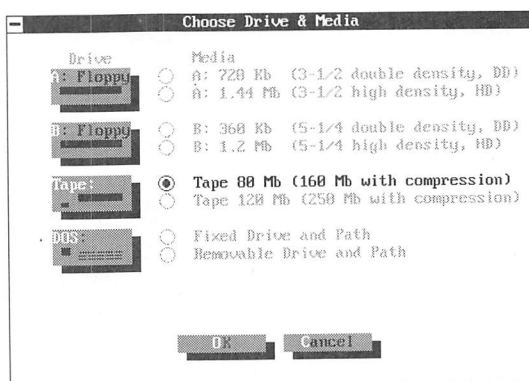 Choose Drive & Media
Drive
Media
A: Floppy
A: 720 Kb (3-1/2 double density, DD)
A: 1.44 Mb (3-1/2 high density, HD)
B: Floppy
B: 360 Kb (5-1/4 double density, DD)
B: 1.2 Mb (5-1/4 high density, HD)
Tape:
Tape 80 Mb (160 Mb with compression)
Tape 120 Mb (250 Mb with compression)
DOS:
Fixed Drive and Path
Removable Drive and Path
OK
Cancel